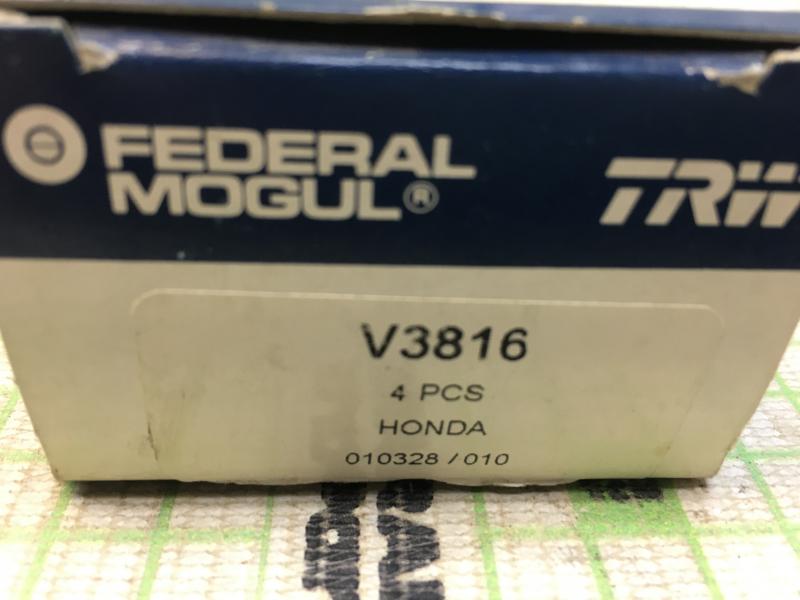 FEDERAL
MOGUL®
TRW
V3816
4 PCS
HONDA
010328 / 010